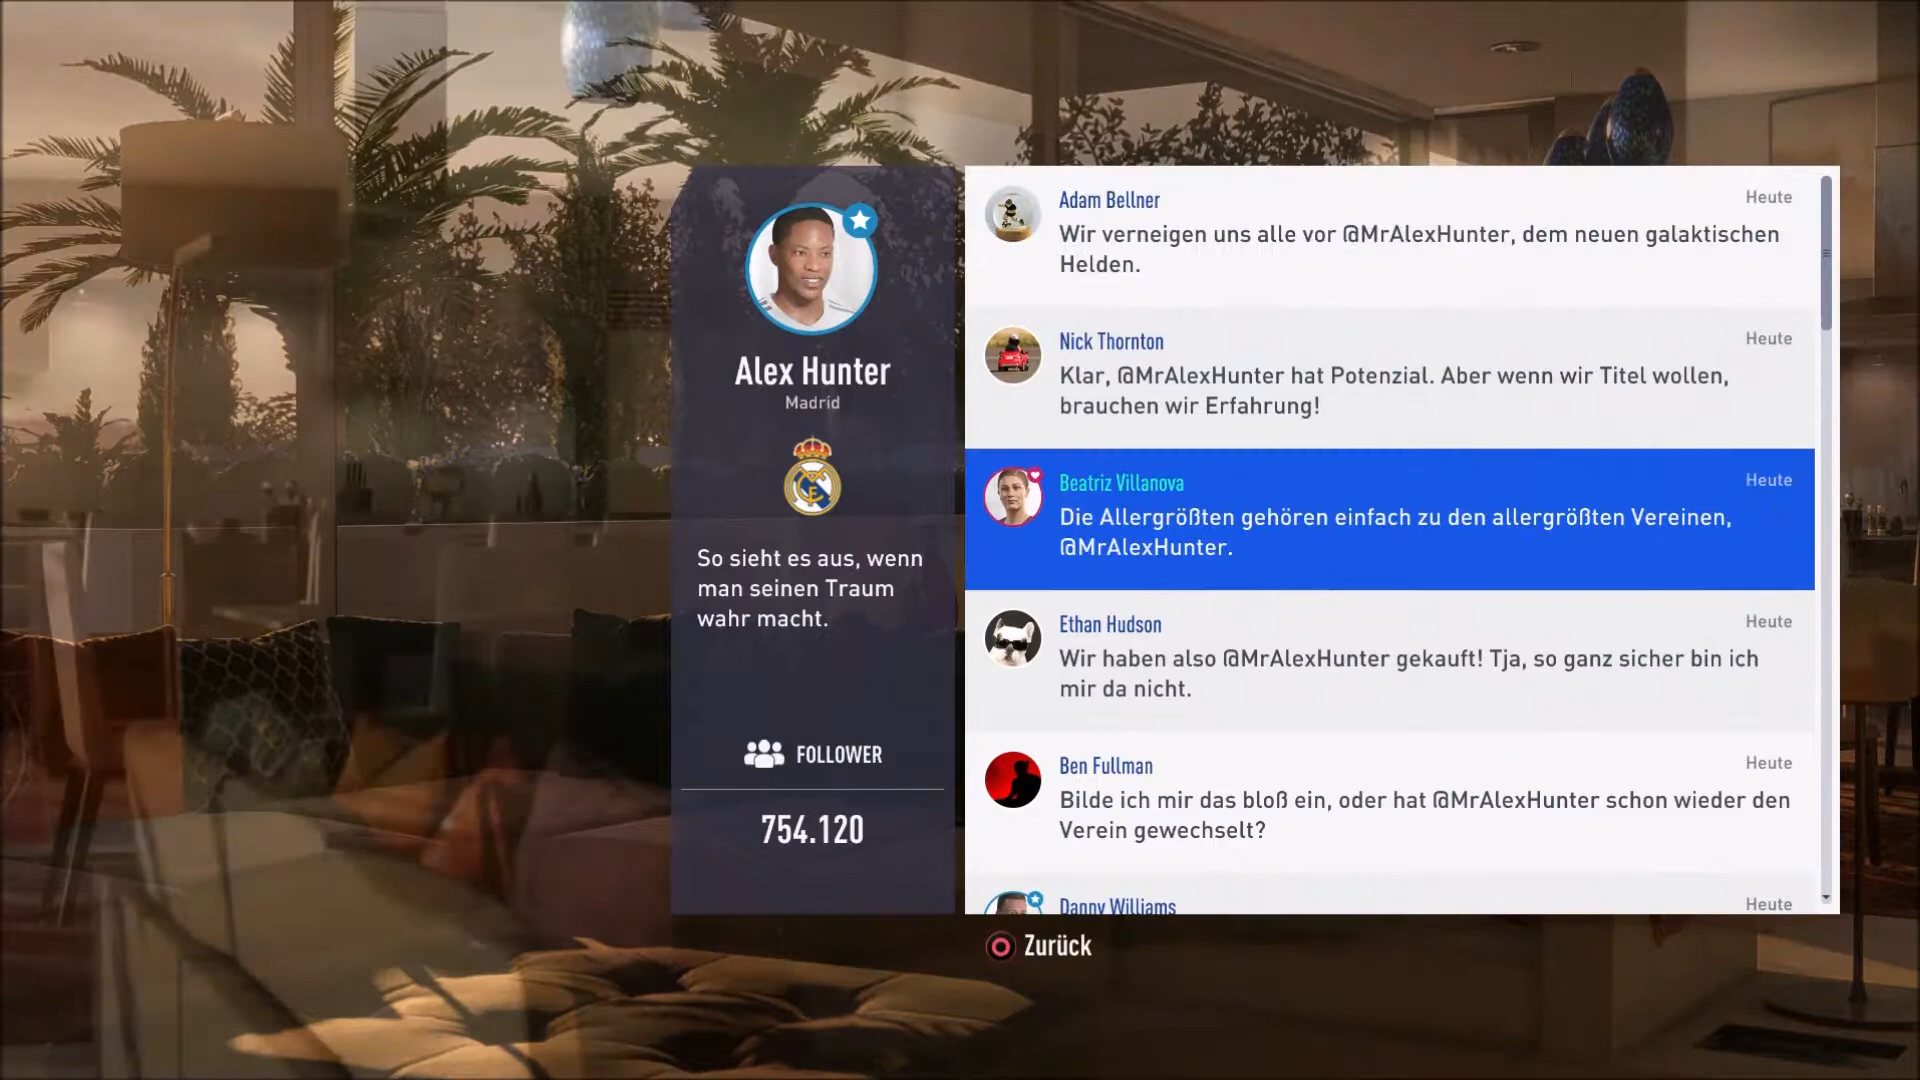 Alex Hunter
Madrid
So sieht es aus, wenn
man seinen Traum
wahr macht.
FOLLOWER
754.120
Adam Bellner
Heute
Wir verneigen uns alle vor @MrAlexHunter, dem neuen galaktischen
Helden.
Nick Thornton
Heute
Klar, @MrAlexHunter hat Potenzial. Aber wenn wir Titel wollen,
brauchen wir Erfahrung!
Beatriz Villanova
Heute
Die Allergrößten gehören einfach zu den allergrößten Vereinen,
@MrAlexHunter.
Ethan Hudson
Heute
Wir haben also @MrAlexHunter gekauft! Tja, so ganz sicher bin ich
mir da nicht.
Ben Fullman
Heute
Bilde ich mir das bloß ein, oder hat @MrAlexHunter schon wieder den
Verein gewechselt?
Danny Williams
Heute
Zurück